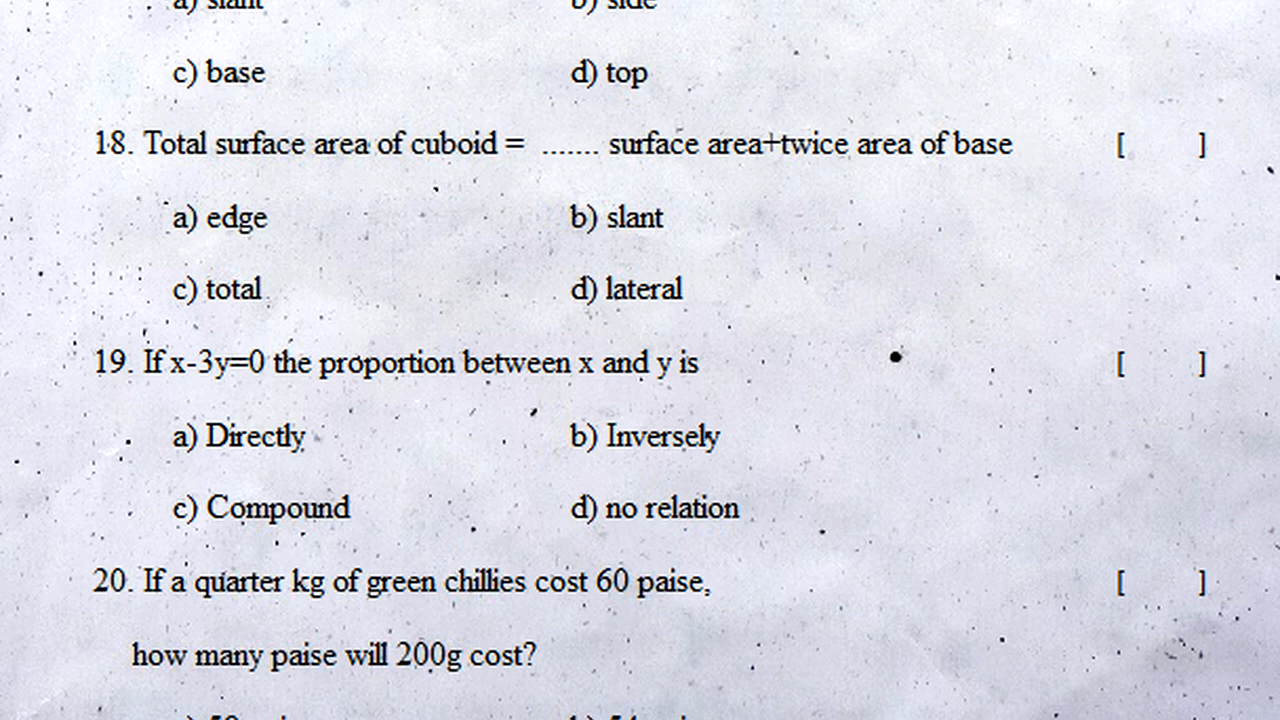 a) slant b) side
c) base d) top
18. Total surface area of cuboid = ....... surface area+twice area of base [ ]
a) edge b) slant
c) total d) lateral
19. If x-3y=0 the proportion between x and y is [ ]
a) Directly b) Inversely
c) Compound d) no relation
20. If a quarter kg of green chillies cost 60 paise, [ ]
how many paise will 200g cost?